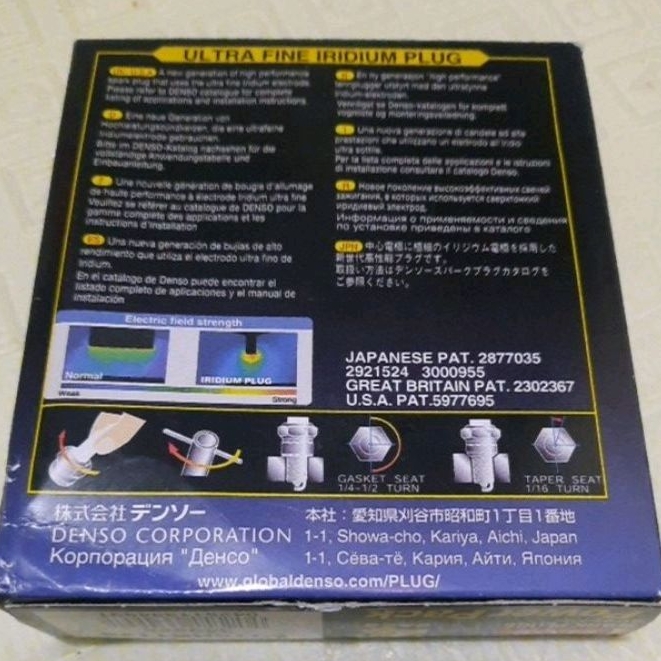 ULTRA FINE IRIDIUM PLUG
UK U.S.A A new generation of high performance
spark plug that uses the ultra fine iridium electrode.
Please refer to DENSO catalogue for complete
listing of applications and installation instructions.
D Eine neue Generation von
Hochleistungszündkerzen, die eine ultrafeine
Iridiumelektrode gebrauchen.
Bitte im DENSO-Katalog nachsehen für die
vollständige Anwendungstabelle und
Einbauanleitung.
F Une nouvelle génération de bougie d'allumage
de haute performance à électrode Iridium ultra fine
Veuillez se référer au catalogue de DENSO pour la
gamme complète des applications et les
instructions d'installation
ES Una nueva generación de bujías de alto
rendimiento que utiliza el electrodo ultra fino de
Iridium.
En el catálogo de Denso puede encontrar el
listado completo de aplicaciones y el manual de
instalación
En ny generasjon "high performance"
tennplugger utstyrt med den ultratynne
Iridium-elektroden.
Vennligst se Denso-katalogen for komplett
og monteringsveiledning.
I Una nuova generazione di candele ad alte
prestazioni che utilizzano un elettrodo all'iridio
ultra sottile.
Per la lista completa delle applicazioni e le istruzioni
di installazione consultare il catalogo Denso.
R Новое поколение высокоэффективных свечей
зажигания, в которых используется сверхтонкий
иридиевый электрод.
Информация о применяемости и сведения
по установке приведены в каталоге
JPN 中心電極に極細のイリジウム電極を採用した
新世代高性能プラグです。
取扱い方法はデンソースパークプラグカタログを
ご参照ください。
Electric field strength
Normal
IRIDIUM PLUG
Weak
Strong
JAPANESE PAT. 2877035
2921524 3000955
GREAT BRITAIN PAT. 2302367
U.S.A. PAT.5977695
GASKET SEAT
1/4-1/2 TURN
TAPER SEAT
1/16 TURN
株式会社 デンソー
DENSO CORPORATION
Корпорация "Денсо"
本社：愛知県刈谷市昭和町1丁目1番地
1-1, Showa-cho, Kariya, Aichi, Japan
1-1, Сёва-тё, Кария, Айти, Япония
www.globaldenso.com/PLUG/